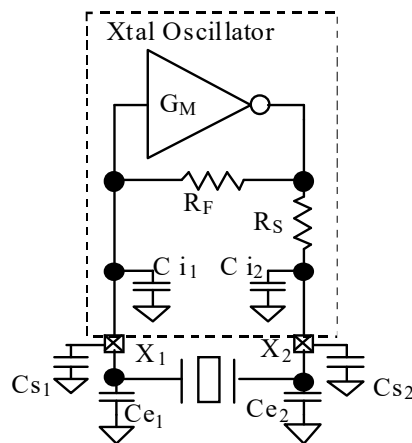 Xtal Oscillator
GM
RF
RS
C i1 C i2
X1 X2
Cs1 Cs2
Ce1 Ce2